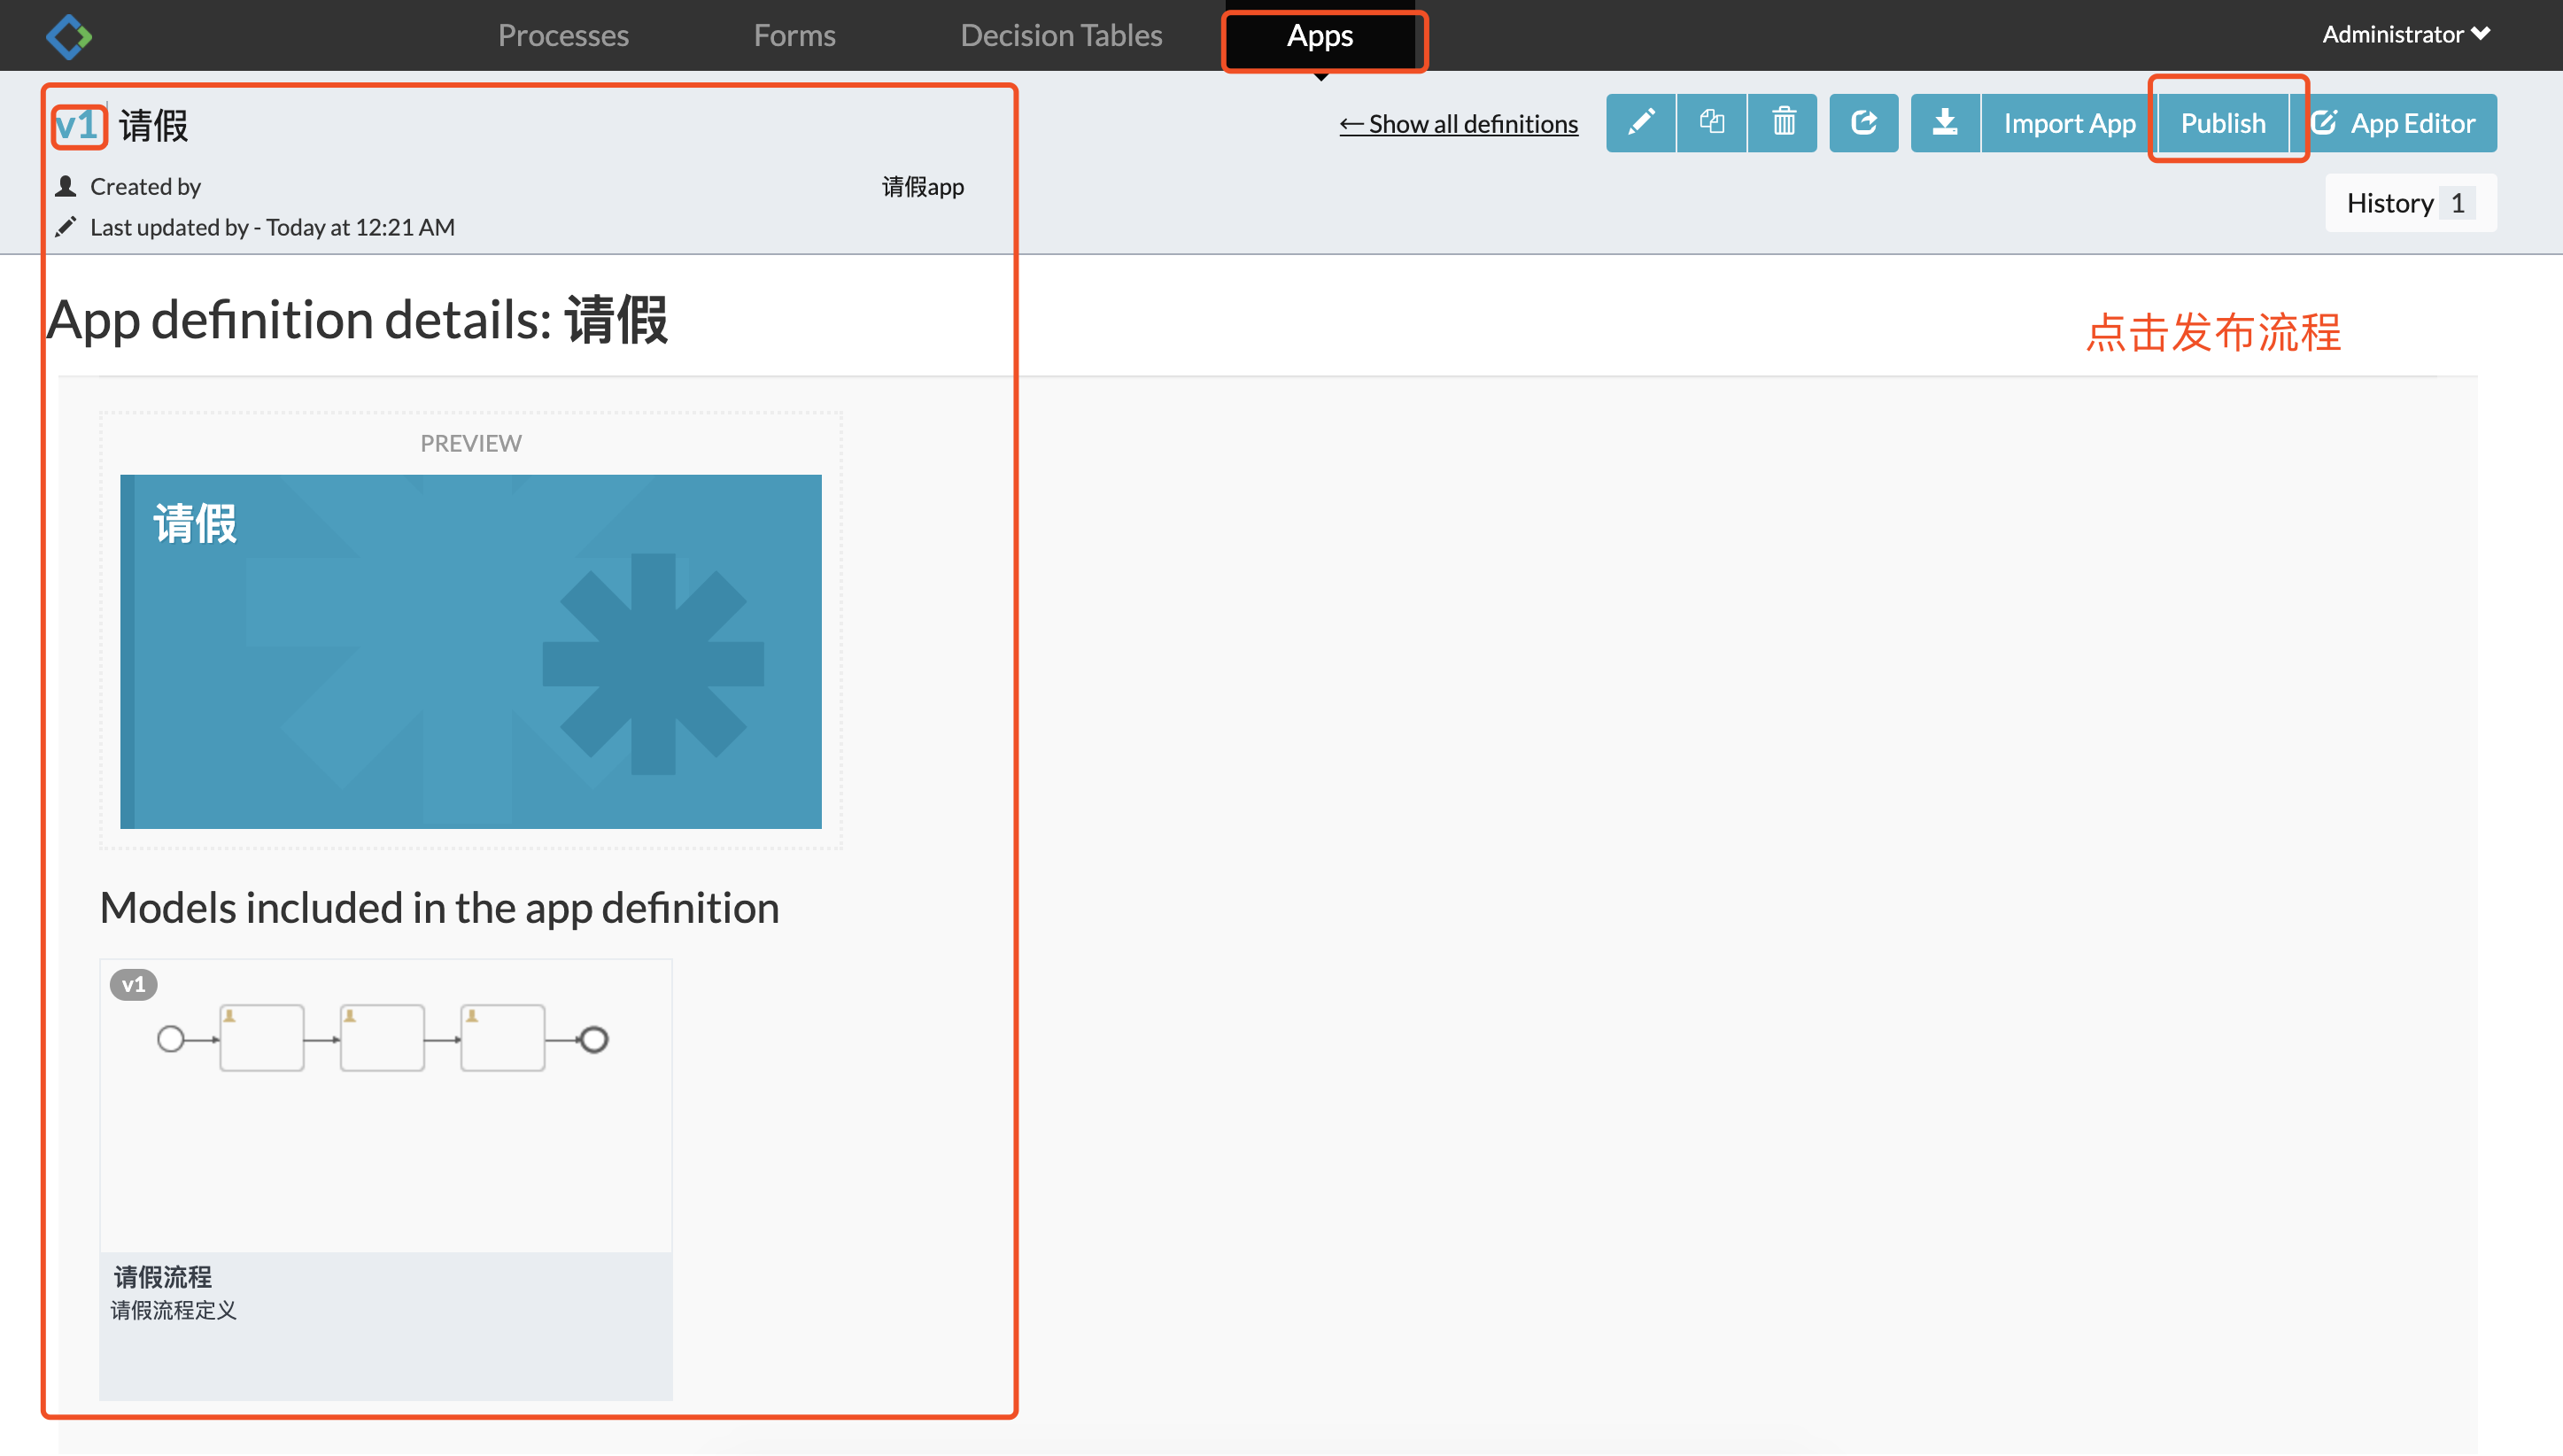 Processes
Forms
Decision Tables
Apps
Administrator
v1 请假
← Show all definitions
Import App
Publish
App Editor
Created by
请假app
History 1
Last updated by - Today at 12:21 AM
App definition details: 请假
点击发布流程
PREVIEW
请假
Models included in the app definition
v1
请假流程
请假流程定义